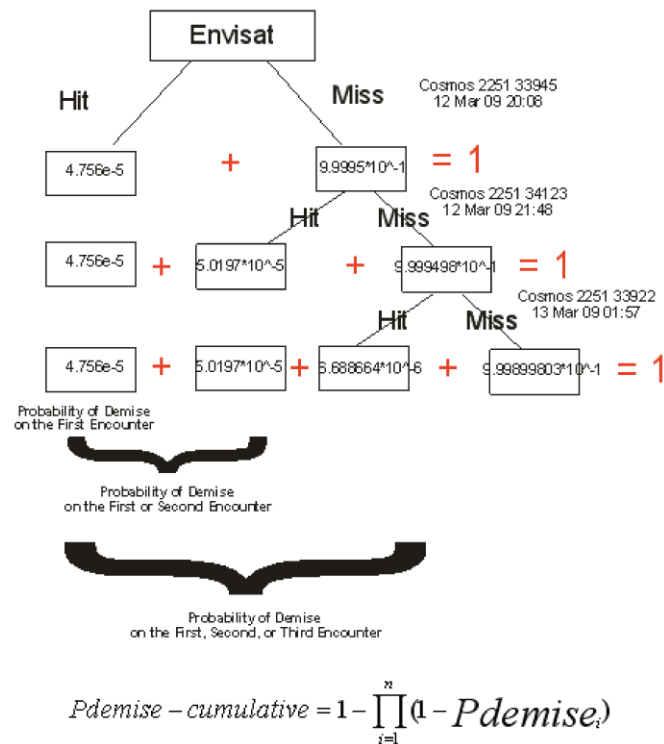 Envisat
Hit
Miss
Cosmos 2251 33945
12 Mar 09 20:08
4.756e-5
+
9.9995*10^-1
= 1
Hit
Miss
Cosmos 2251 34123
12 Mar 09 21:48
4.756e-5
+
5.0197*10^-5
+
9.999498*10^-1
= 1
Hit
Miss
Cosmos 2251 33922
13 Mar 09 01:57
4.756e-5
+
5.0197*10^-5
+
6.688664*10^-6
+
9.99899803*10^-1
= 1
Probability of Demise
on the First Encounter
Probability of Demise
on the First or Second Encounter
Probability of Demise
on the First, Second, or Third Encounter
Pdemise – cumulative = 1 − ∏ⁿᵢ₌₁ (1 − Pdemiseᵢ)